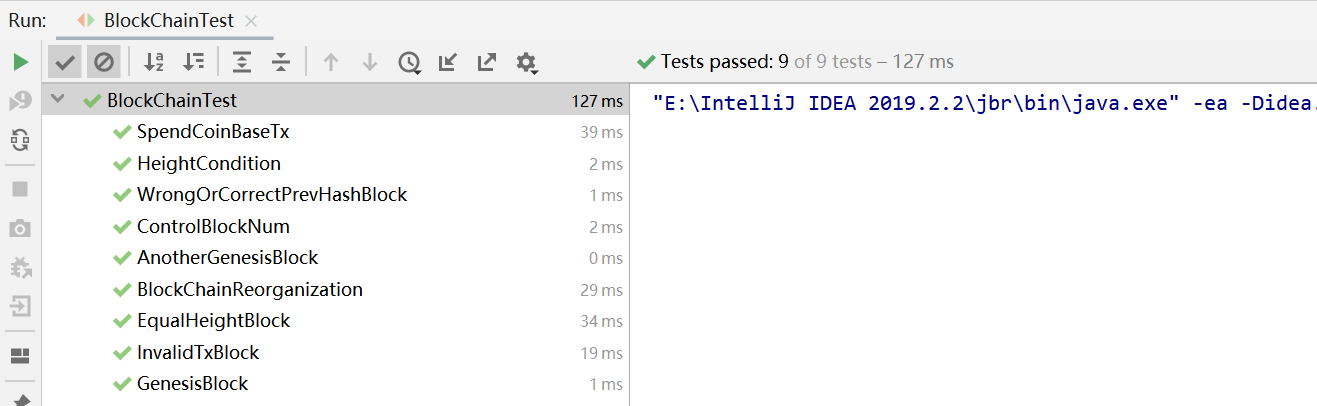 Run: BlockChainTest
Tests passed: 9 of 9 tests – 127 ms
BlockChainTest 127 ms
"E:\IntelliJ IDEA 2019.2.2\jbr\bin\java.exe" -ea -Didea.
SpendCoinBaseTx 39 ms
HeightCondition 2 ms
WrongOrCorrectPrevHashBlock 1 ms
ControlBlockNum 2 ms
AnotherGenesisBlock 0 ms
BlockChainReorganization 29 ms
EqualHeightBlock 34 ms
InvalidTxBlock 19 ms
GenesisBlock 1 ms